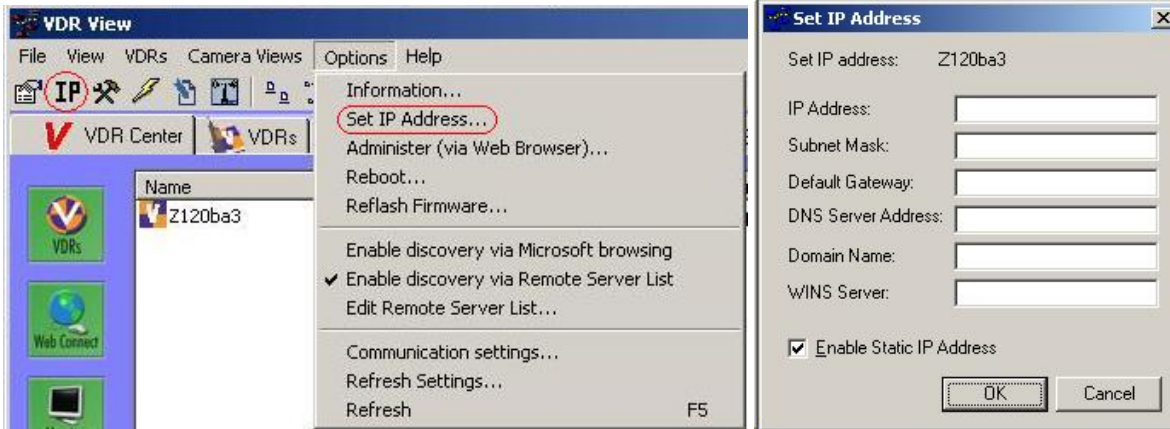 VDR View
File View VDRs Camera Views Options Help
IP
VDR Center VDRs
Name
Z120ba3
VDRs
Web Connect
Information...
Set IP Address...
Administer (via Web Browser)...
Reboot...
Reflash Firmware...
Enable discovery via Microsoft browsing
Enable discovery via Remote Server List
Edit Remote Server List...
Communication settings...
Refresh Settings...
Refresh F5
Set IP Address
Set IP address: Z120ba3
IP Address:
Subnet Mask:
Default Gateway:
DNS Server Address:
Domain Name:
WINS Server:
Enable Static IP Address
OK Cancel